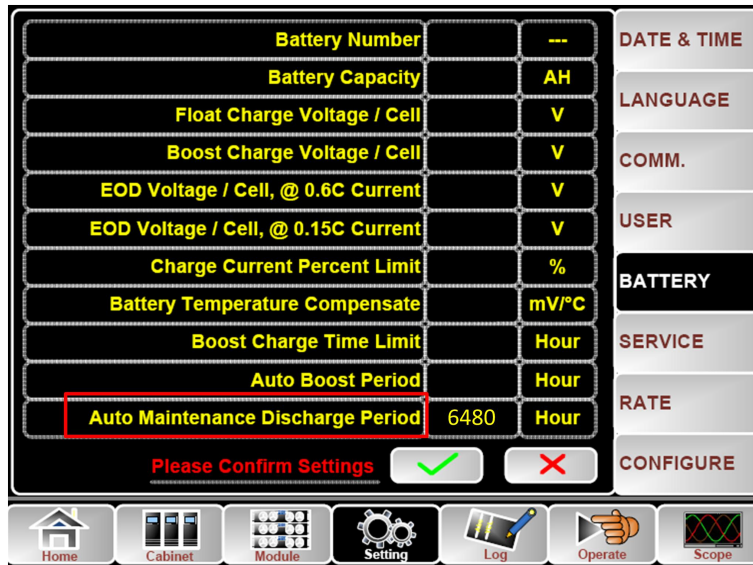 Battery Number --- DATE & TIME
Battery Capacity AH
Float Charge Voltage / Cell V LANGUAGE
Boost Charge Voltage / Cell V COMM.
EOD Voltage / Cell, @ 0.6C Current V
EOD Voltage / Cell, @ 0.15C Current V USER
Charge Current Percent Limit % BATTERY
Battery Temperature Compensate mV/°C
Boost Charge Time Limit Hour SERVICE
Auto Boost Period Hour
Auto Maintenance Discharge Period 6480 Hour RATE
Please Confirm Settings CONFIGURE
Home Cabinet Module Setting Log Operate Scope